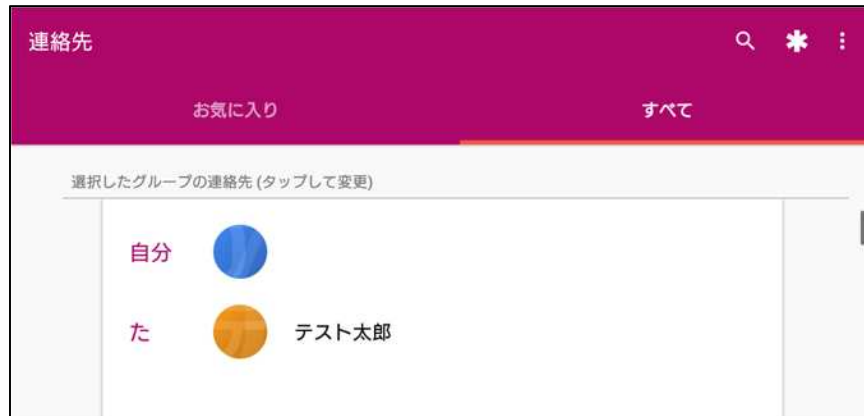 連絡先
お気に入り すべて
選択したグループの連絡先 (タップして変更)
自分
た テスト太郎